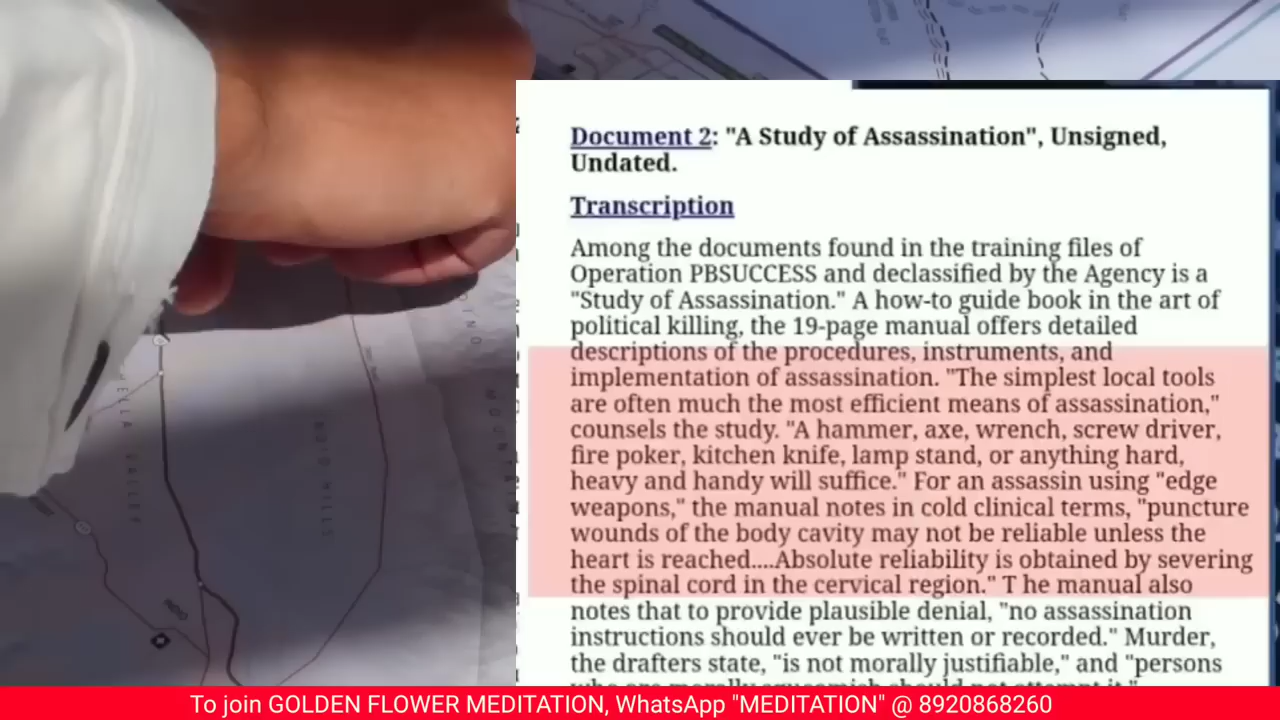 Document 2: "A Study of Assassination", Unsigned,
Undated.
Transcription
Among the documents found in the training files of
Operation PBSUCCESS and declassified by the Agency is a
"Study of Assassination." A how-to guide book in the art of
political killing, the 19-page manual offers detailed
descriptions of the procedures, instruments, and
implementation of assassination. "The simplest local tools
are often much the most efficient means of assassination,"
counsels the study. "A hammer, axe, wrench, screw driver,
fire poker, kitchen knife, lamp stand, or anything hard,
heavy and handy will suffice." For an assassin using "edge
weapons," the manual notes in cold clinical terms, "puncture
wounds of the body cavity may not be reliable unless the
heart is reached....Absolute reliability is obtained by severing
the spinal cord in the cervical region." T he manual also
notes that to provide plausible denial, "no assassination
instructions should ever be written or recorded." Murder,
the drafters state, "is not morally justifiable," and "persons
who are morally squeamish should not attempt it."
To join GOLDEN FLOWER MEDITATION, WhatsApp "MEDITATION" @ 8920868260